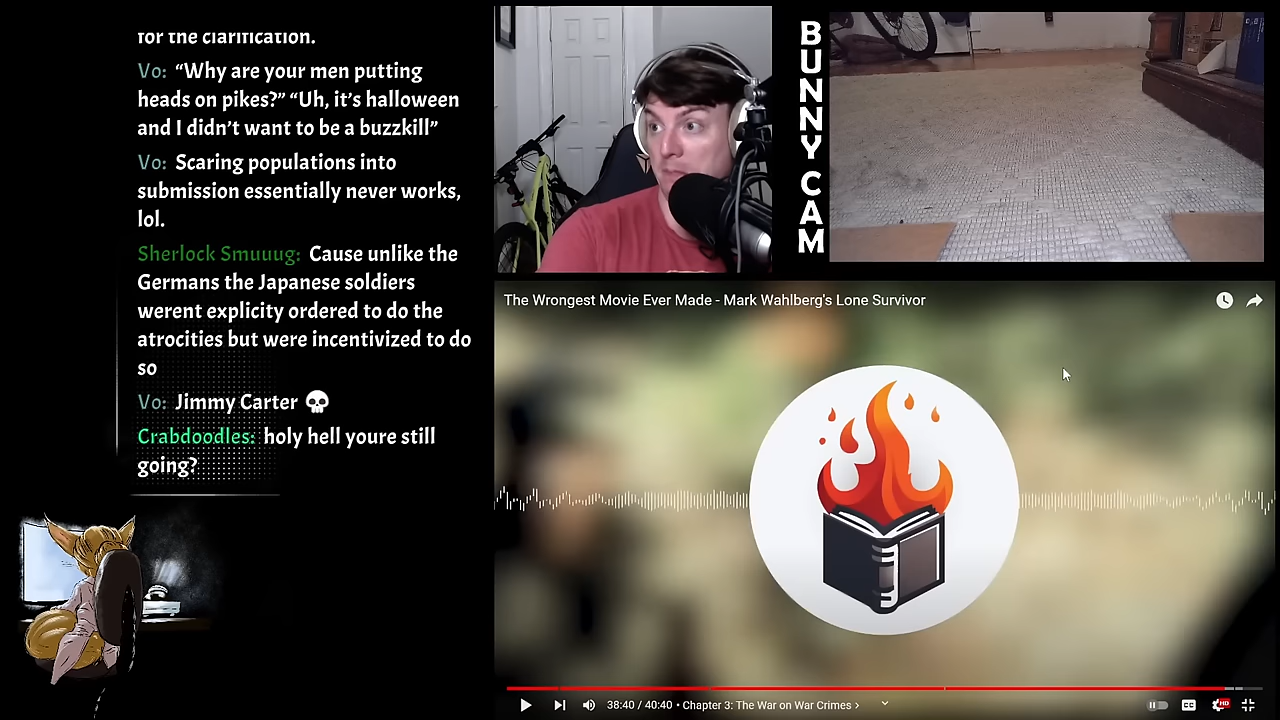 for the clarification.
Vo: “Why are your men putting
heads on pikes?” “Uh, it’s halloween
and I didn’t want to be a buzzkill”
Vo: Scaring populations into
submission essentially never works,
lol.
Sherlock Smuuug: Cause unlike the
Germans the Japanese soldiers
werent explicity ordered to do the
atrocities but were incentivized to do
so
Vo: Jimmy Carter 💀
Crabdoodles: holy hell youre still
going?
BUNNY CAM
The Wrongest Movie Ever Made - Mark Wahlberg's Lone Survivor
38:40 / 40:40 • Chapter 3: The War on War Crimes ›
CC
HD